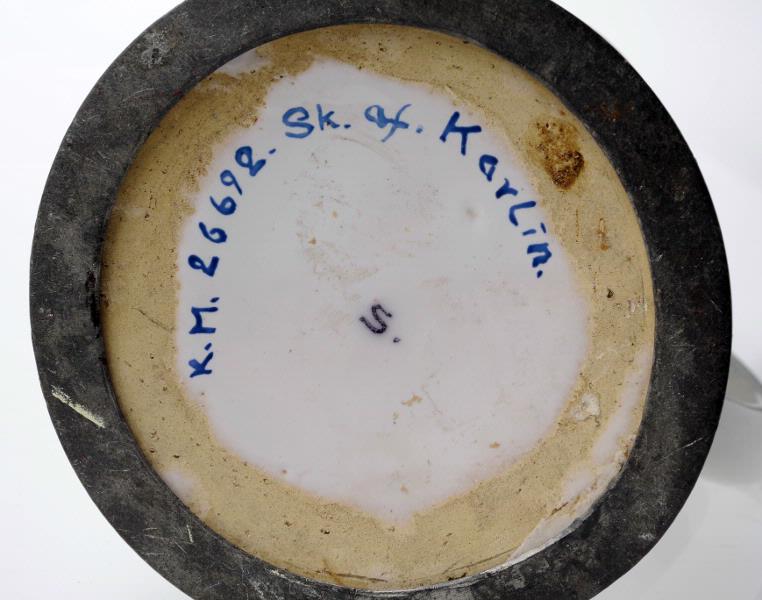 K.M. 26692. Sk. af. Karlin.
S.